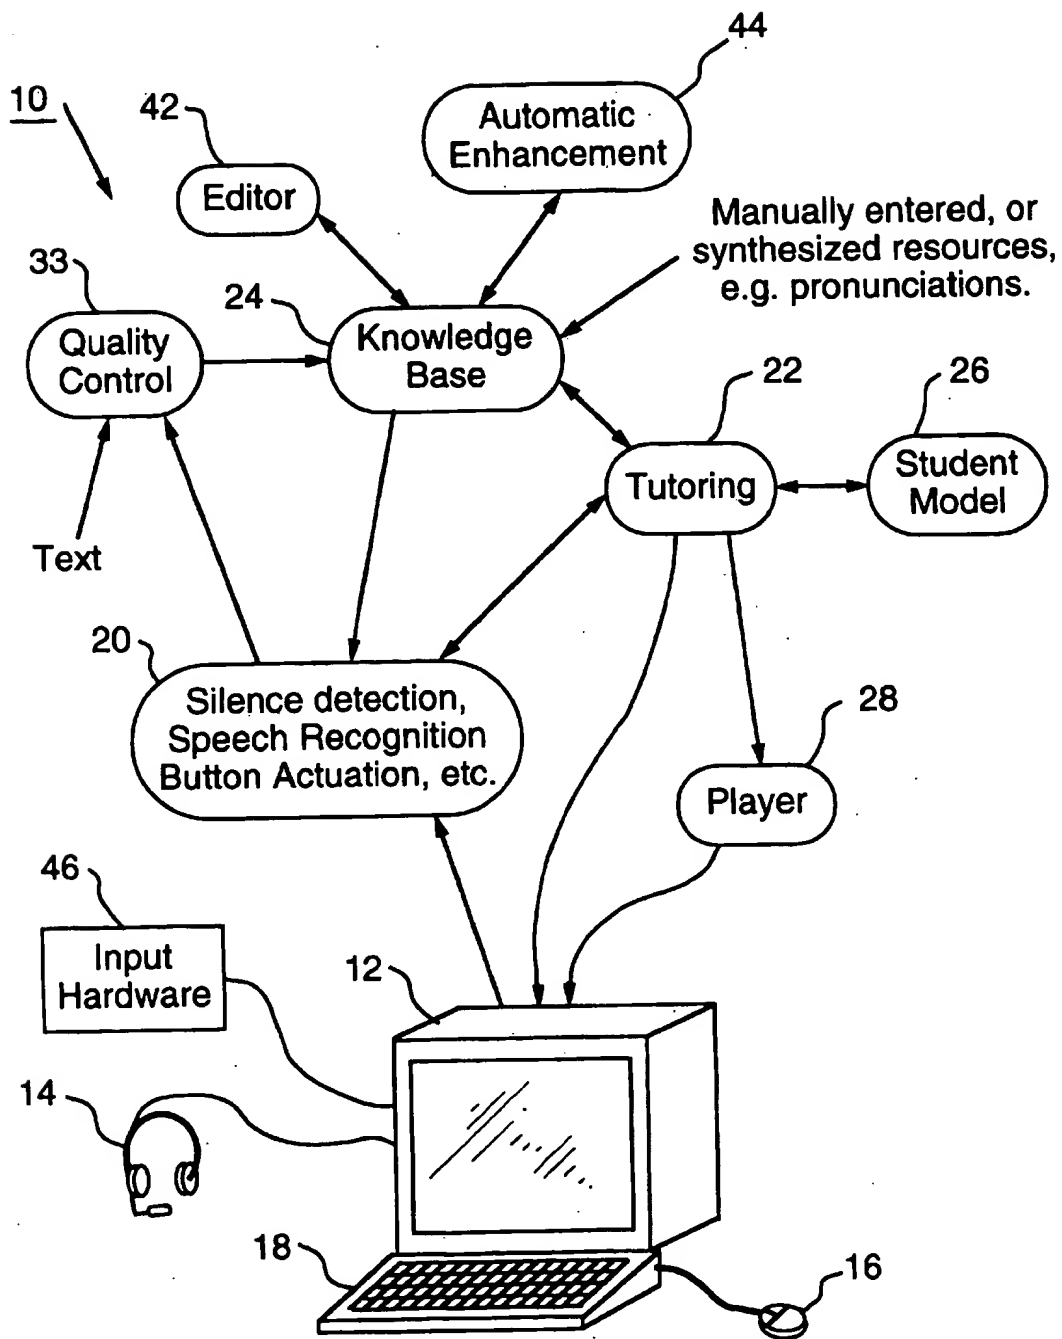 44
10
42
Automatic
Enhancement
Editor
Manually entered, or
synthesized resources,
e.g. pronunciations.
33
24
Quality
Control
Knowledge
Base
22
26
Tutoring
Student
Model
Text
20
Silence detection,
Speech Recognition
Button Actuation, etc.
28
Player
46
Input
Hardware
12
14
18
16